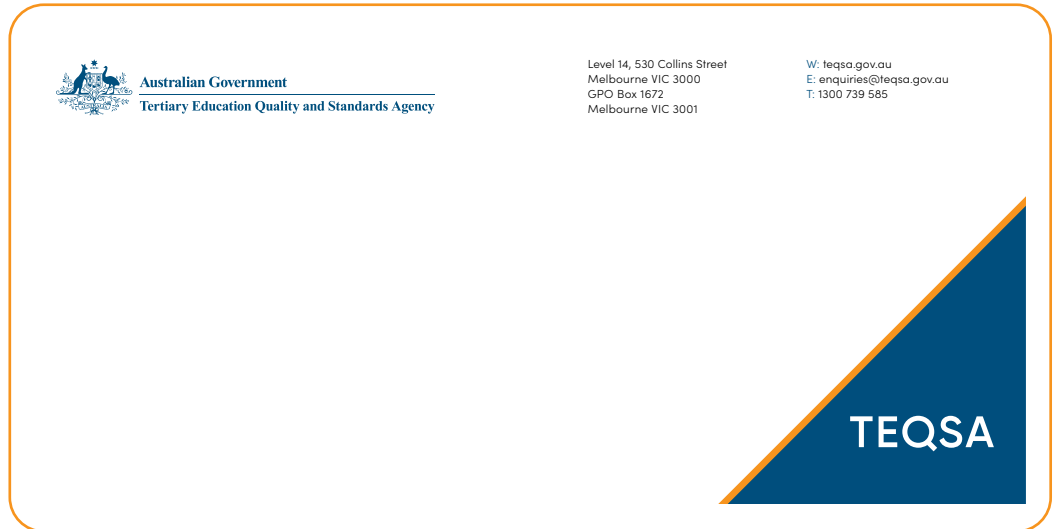 Australian Government
Tertiary Education Quality and Standards Agency
Level 14, 530 Collins Street
Melbourne VIC 3000
GPO Box 1672
Melbourne VIC 3001
W: teqsa.gov.au
E: enquiries@teqsa.gov.au
T: 1300 739 585
TEQSA